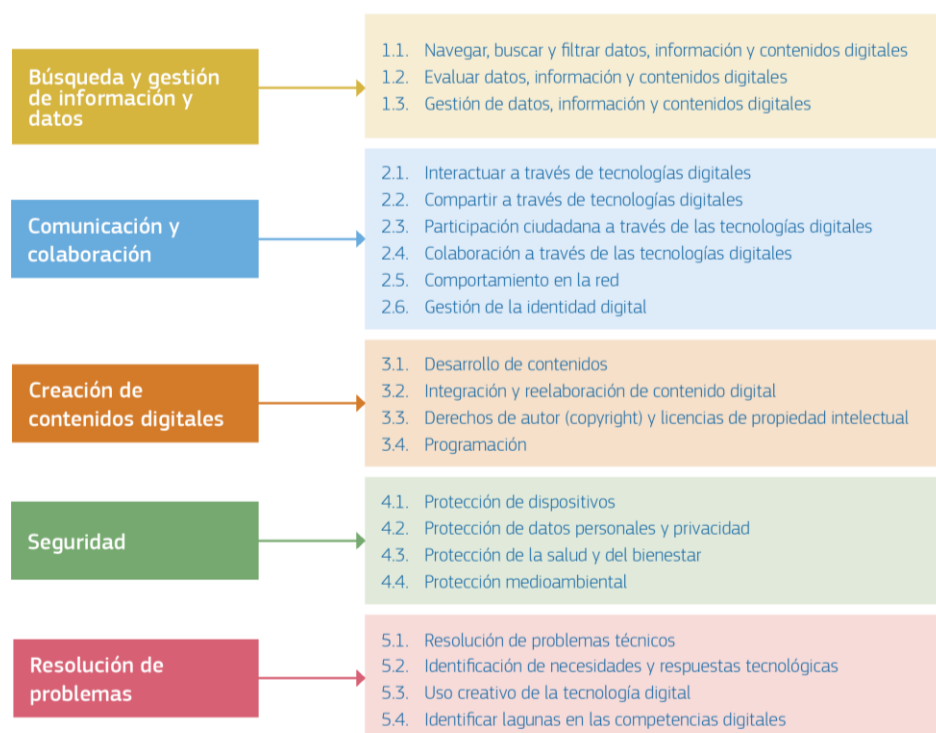 Búsqueda y gestión
de información y
datos
1.1. Navegar, buscar y filtrar datos, información y contenidos digitales
1.2. Evaluar datos, información y contenidos digitales
1.3. Gestión de datos, información y contenidos digitales
Comunicación y
colaboración
2.1. Interactuar a través de tecnologías digitales
2.2. Compartir a través de tecnologías digitales
2.3. Participación ciudadana a través de las tecnologías digitales
2.4. Colaboración a través de las tecnologías digitales
2.5. Comportamiento en la red
2.6. Gestión de la identidad digital
Creación de
contenidos digitales
3.1. Desarrollo de contenidos
3.2. Integración y reelaboración de contenido digital
3.3. Derechos de autor (copyright) y licencias de propiedad intelectual
3.4. Programación
Seguridad
4.1. Protección de dispositivos
4.2. Protección de datos personales y privacidad
4.3. Protección de la salud y del bienestar
4.4. Protección medioambiental
Resolución de
problemas
5.1. Resolución de problemas técnicos
5.2. Identificación de necesidades y respuestas tecnológicas
5.3. Uso creativo de la tecnología digital
5.4. Identificar lagunas en las competencias digitales